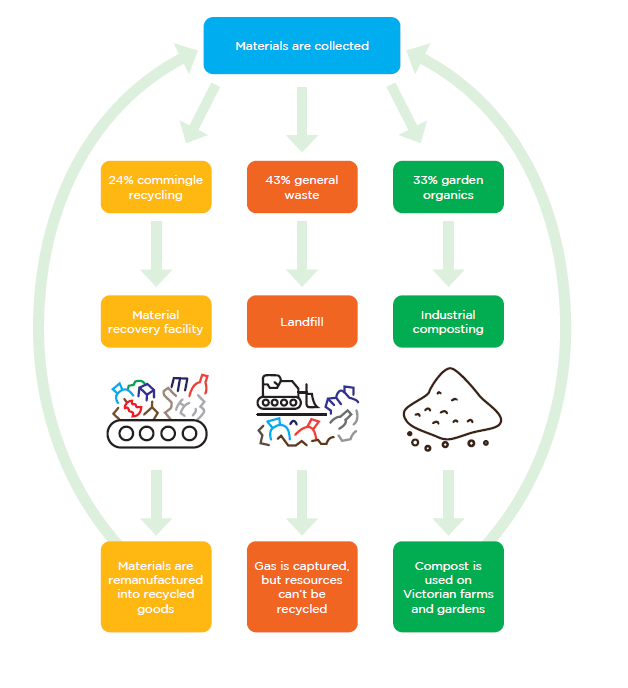 Materials are collected
24% commingle
recycling
43% general
waste
33% garden
organics
Material
recovery facility
Landfill
Industrial
composting
Materials are
remanufactured
into recycled
goods
Gas is captured,
but resources
can't be
recycled
Compost is
used on
Victorian farms
and gardens